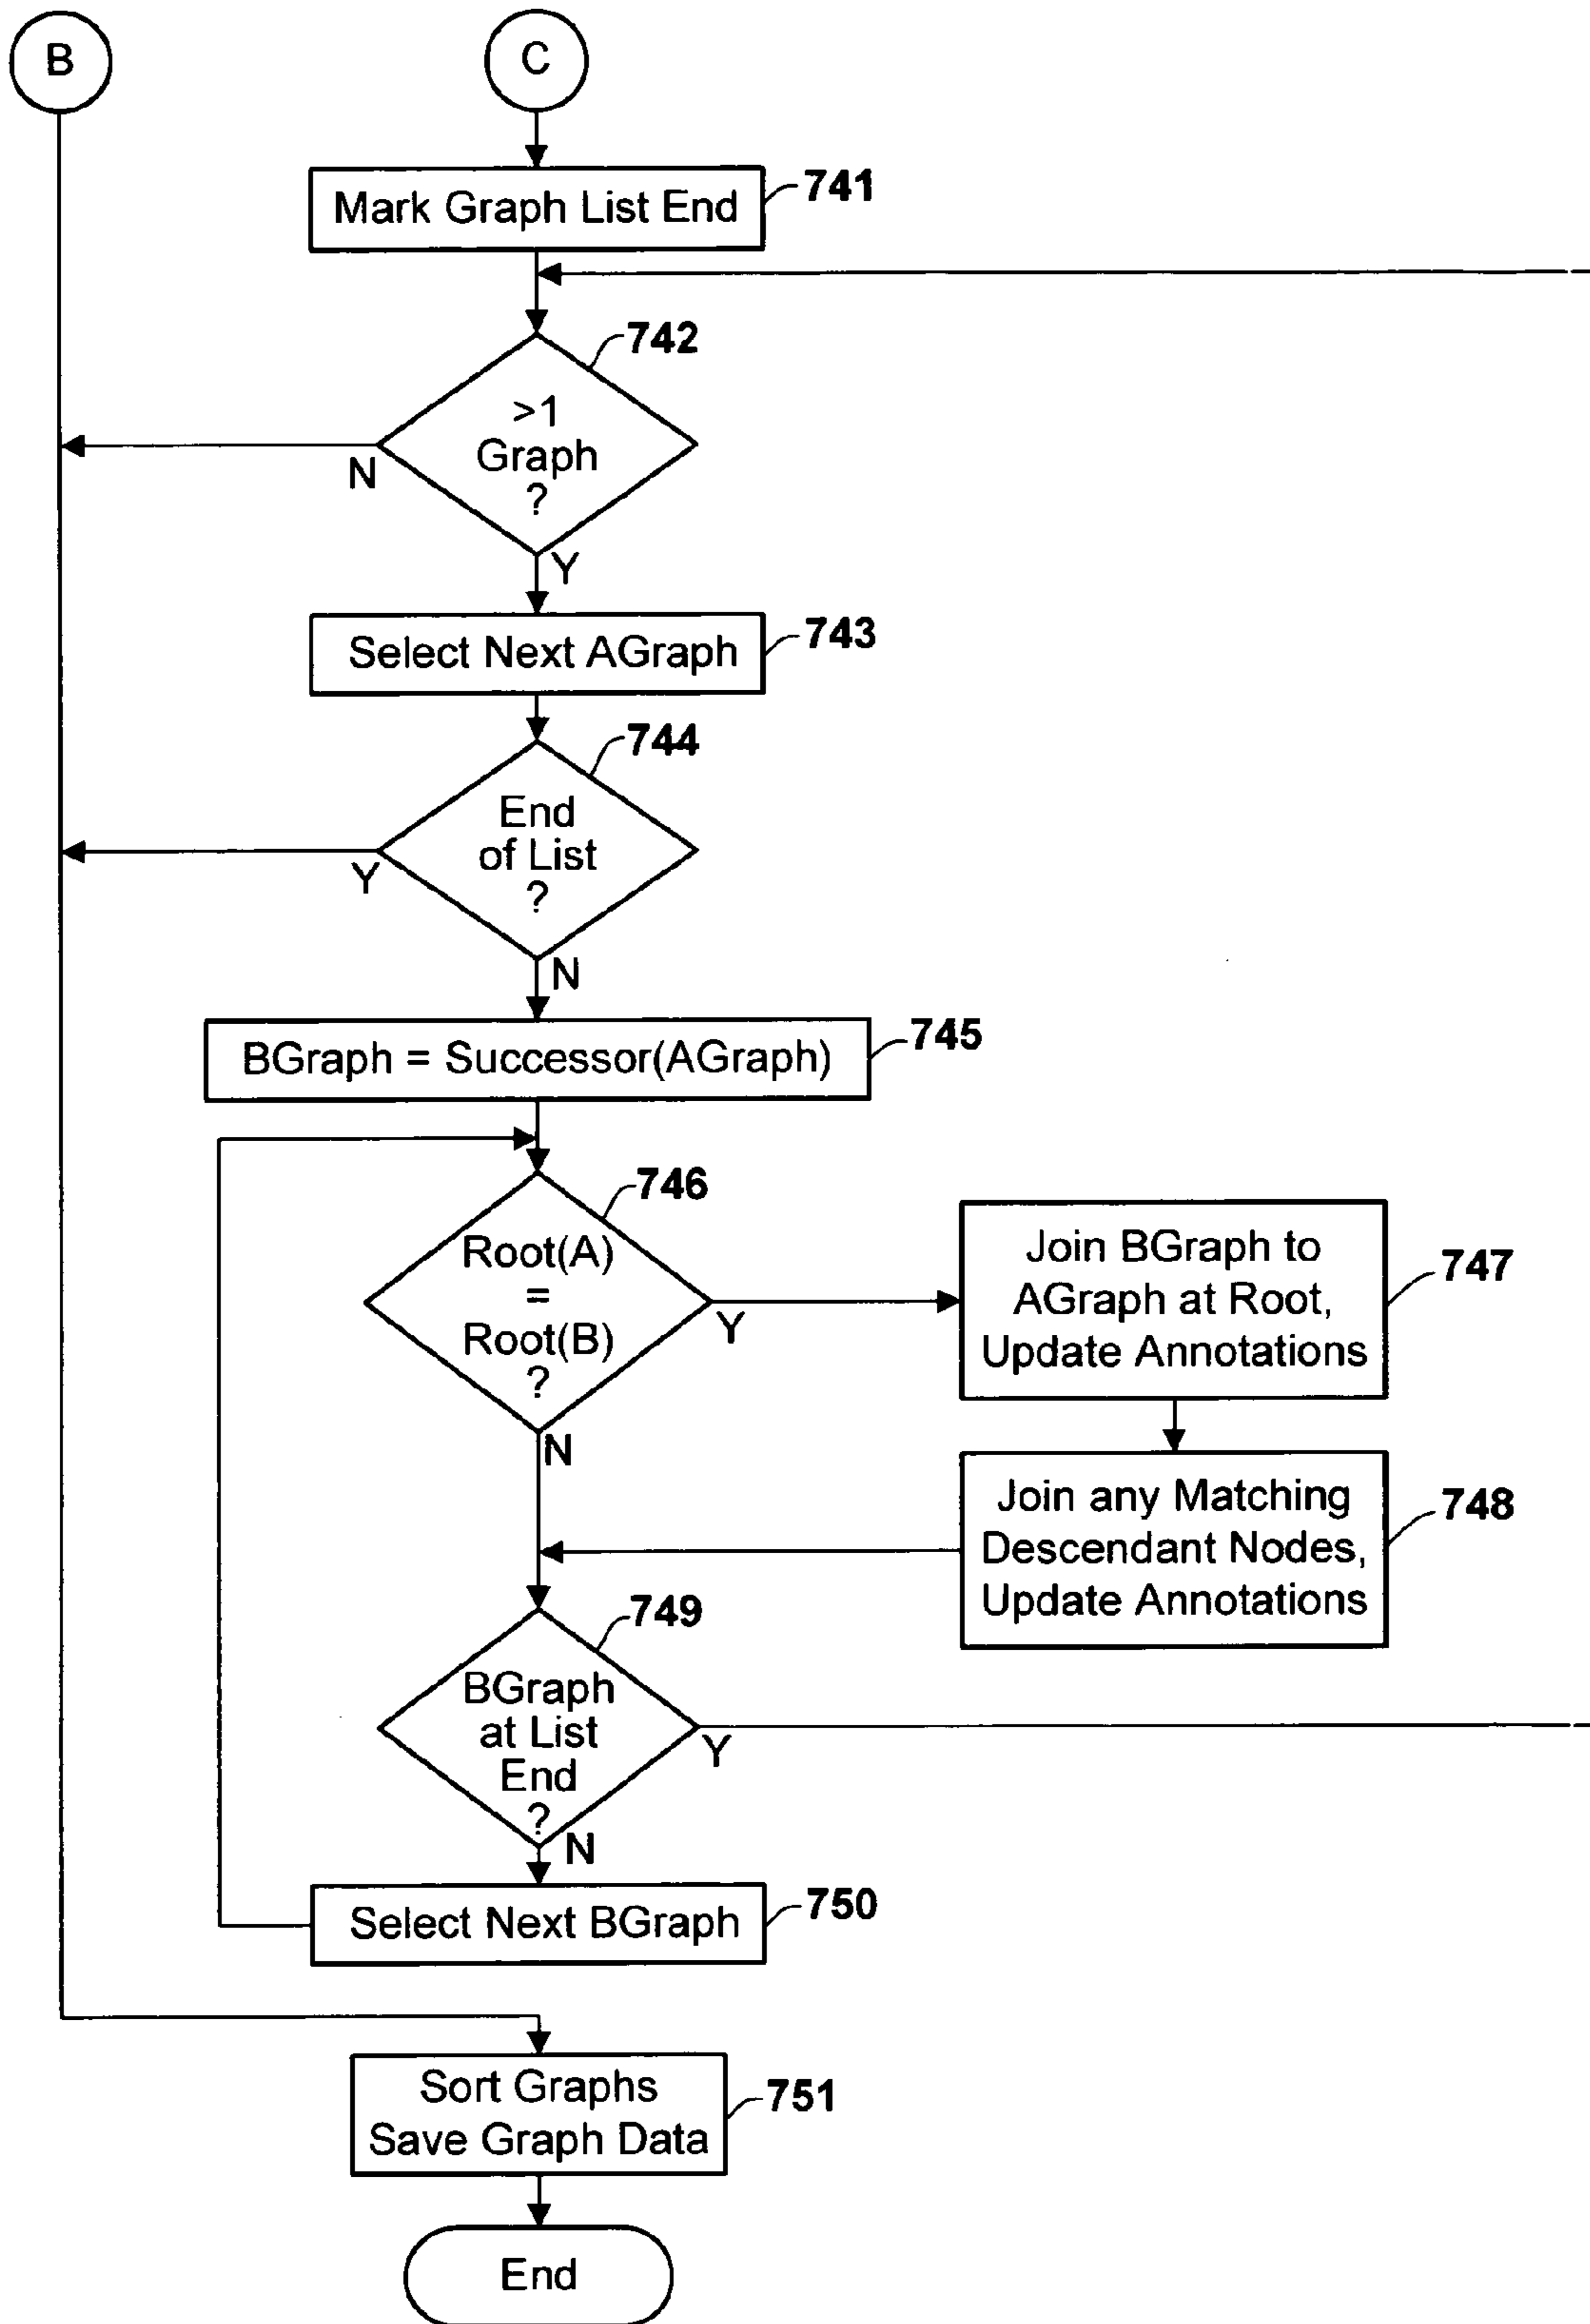 B
C
Mark Graph List End
741
742
>1
Graph
?
N
Y
Select Next AGraph
743
744
End
of List
?
Y
N
BGraph = Successor(AGraph)
745
746
Root(A)
=
Root(B)
?
Y
N
Join BGraph to
AGraph at Root,
Update Annotations
747
Join any Matching
Descendant Nodes,
Update Annotations
748
749
BGraph
at List
End
?
Y
N
Select Next BGraph
750
Sort Graphs
Save Graph Data
751
End